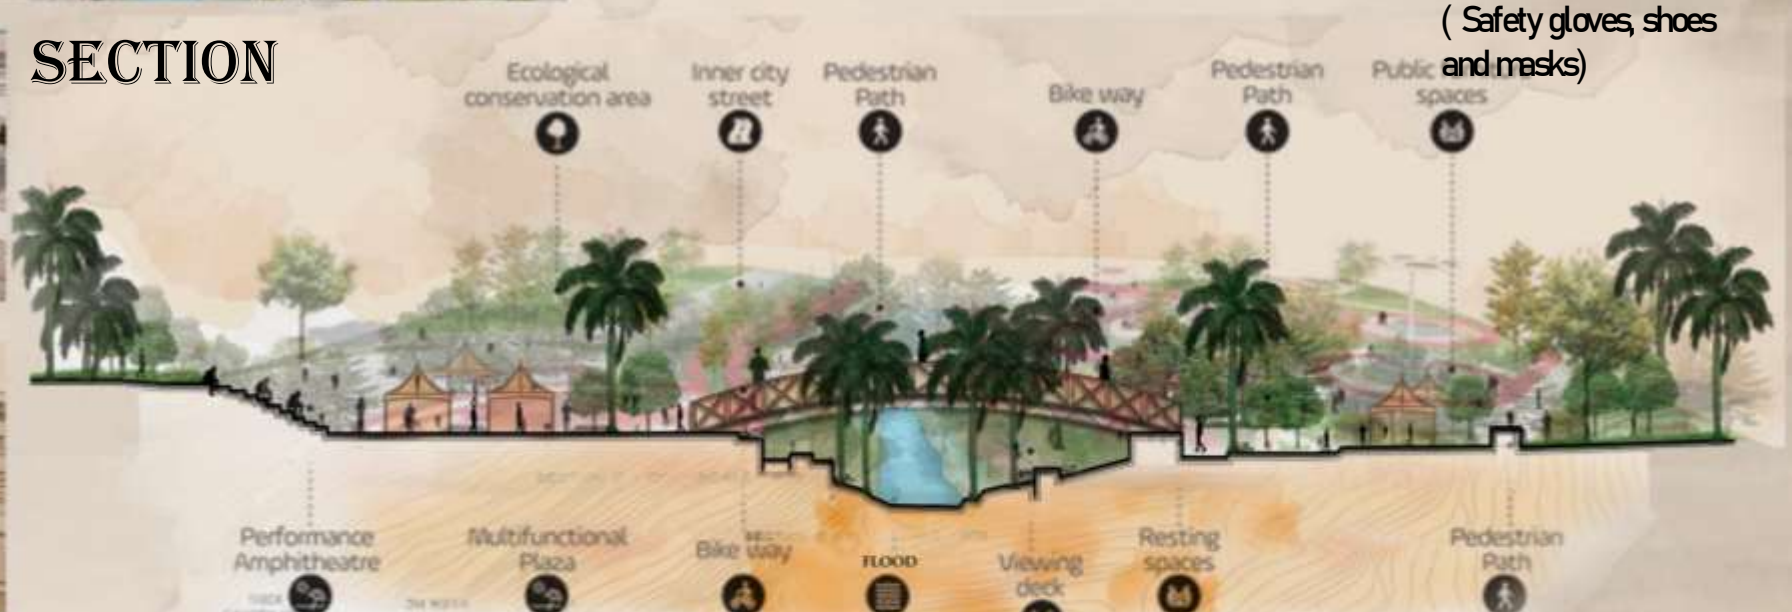 ( Safety gloves, shoes
and masks)
SECTION
Ecological
conservation area
Inner city
street
Pedestrian
Path
Bike way
Pedestrian
Path
Public
spaces
Performance
Amphitheatre
Multifunctional
Plaza
Bike way
FLOOD
Viewing
deck
Resting
spaces
Pedestrian
Path